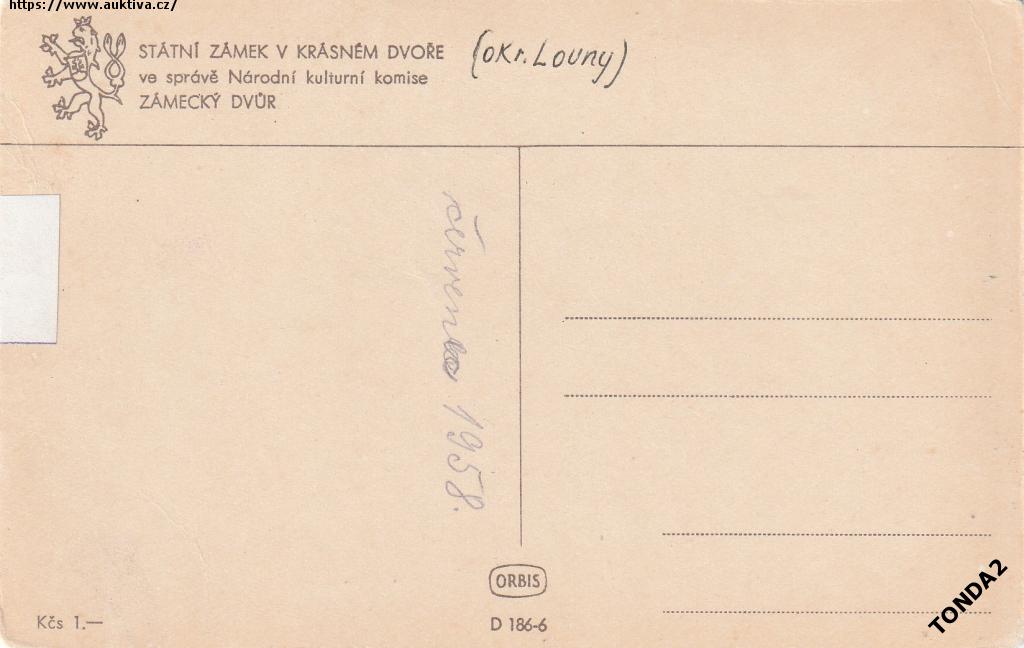 https://www.auktiva.cz/
STÁTNÍ ZÁMEK V KRÁSNÉM DVOŘE (okr. Louny)
ve správě Národní kulturní komise
ZÁMECKÝ DVŮR
červenec 1958.
ORBIS
Kčs 1.—
D 186-6
TONDA2